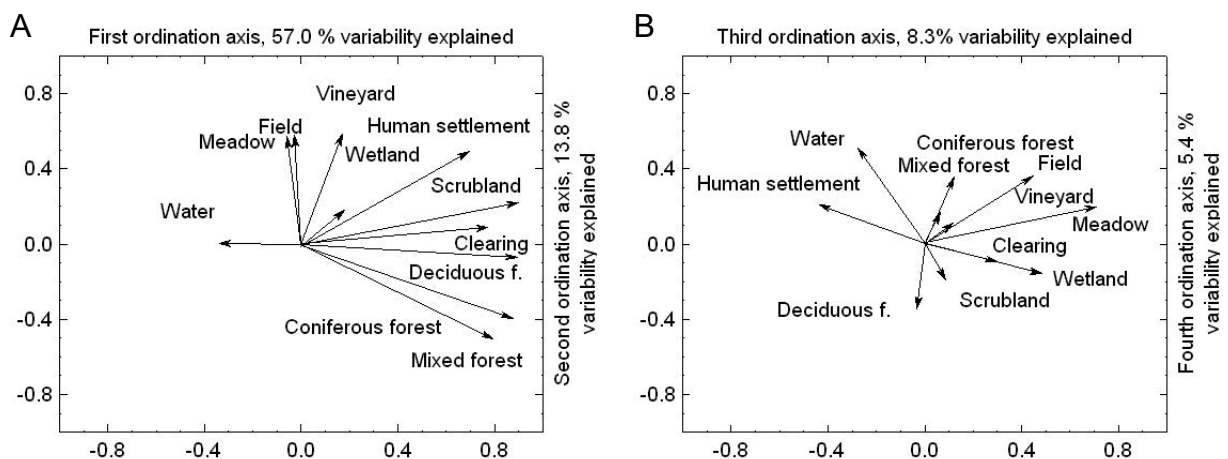 A
First ordination axis, 57.0 % variability explained
0.8
0.4
0.0
-0.4
-0.8
-0.8
-0.4
0.0
0.4
0.8
Vineyard
Field
Human settlement
Meadow
Wetland
Scrubland
Water
Clearing
Deciduous f.
Coniferous forest
Mixed forest
Second ordination axis, 13.8 %
variability explained
B
Third ordination axis, 8.3% variability explained
0.8
0.4
0.0
-0.4
-0.8
-0.8
-0.4
0.0
0.4
0.8
Water
Coniferous forest
Mixed forest
Field
Human settlement
Vineyard
Meadow
Clearing
Wetland
Scrubland
Deciduous f.
Fourth ordination axis, 5.4 %
variability explained